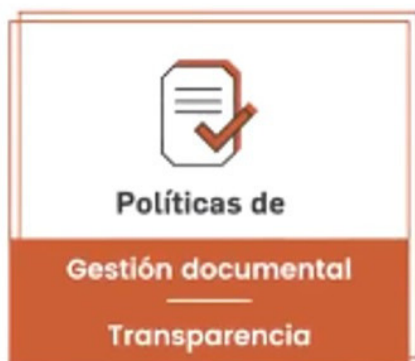 Políticas de
Gestión documental
Transparencia